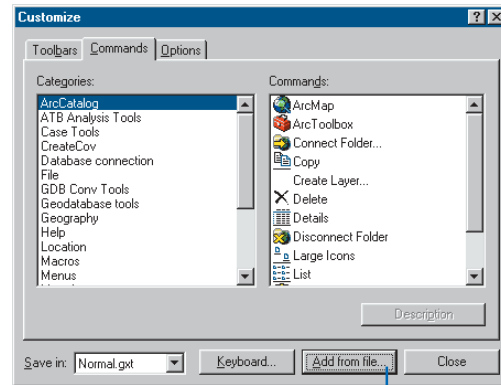 Customize
Toolbars Commands Options
Categories:
ArcCatalog
ATB Analysis Tools
Case Tools
CreateCov
Database connection
File
GDB Conv Tools
Geodatabase tools
Geography
Help
Location
Macros
Menus
Commands:
ArcMap
ArcToolbox
Connect Folder...
Copy
Create Layer...
Delete
Details
Disconnect Folder
Large Icons
List
Description
Save in: Normal.gxt Keyboard... Add from file... Close